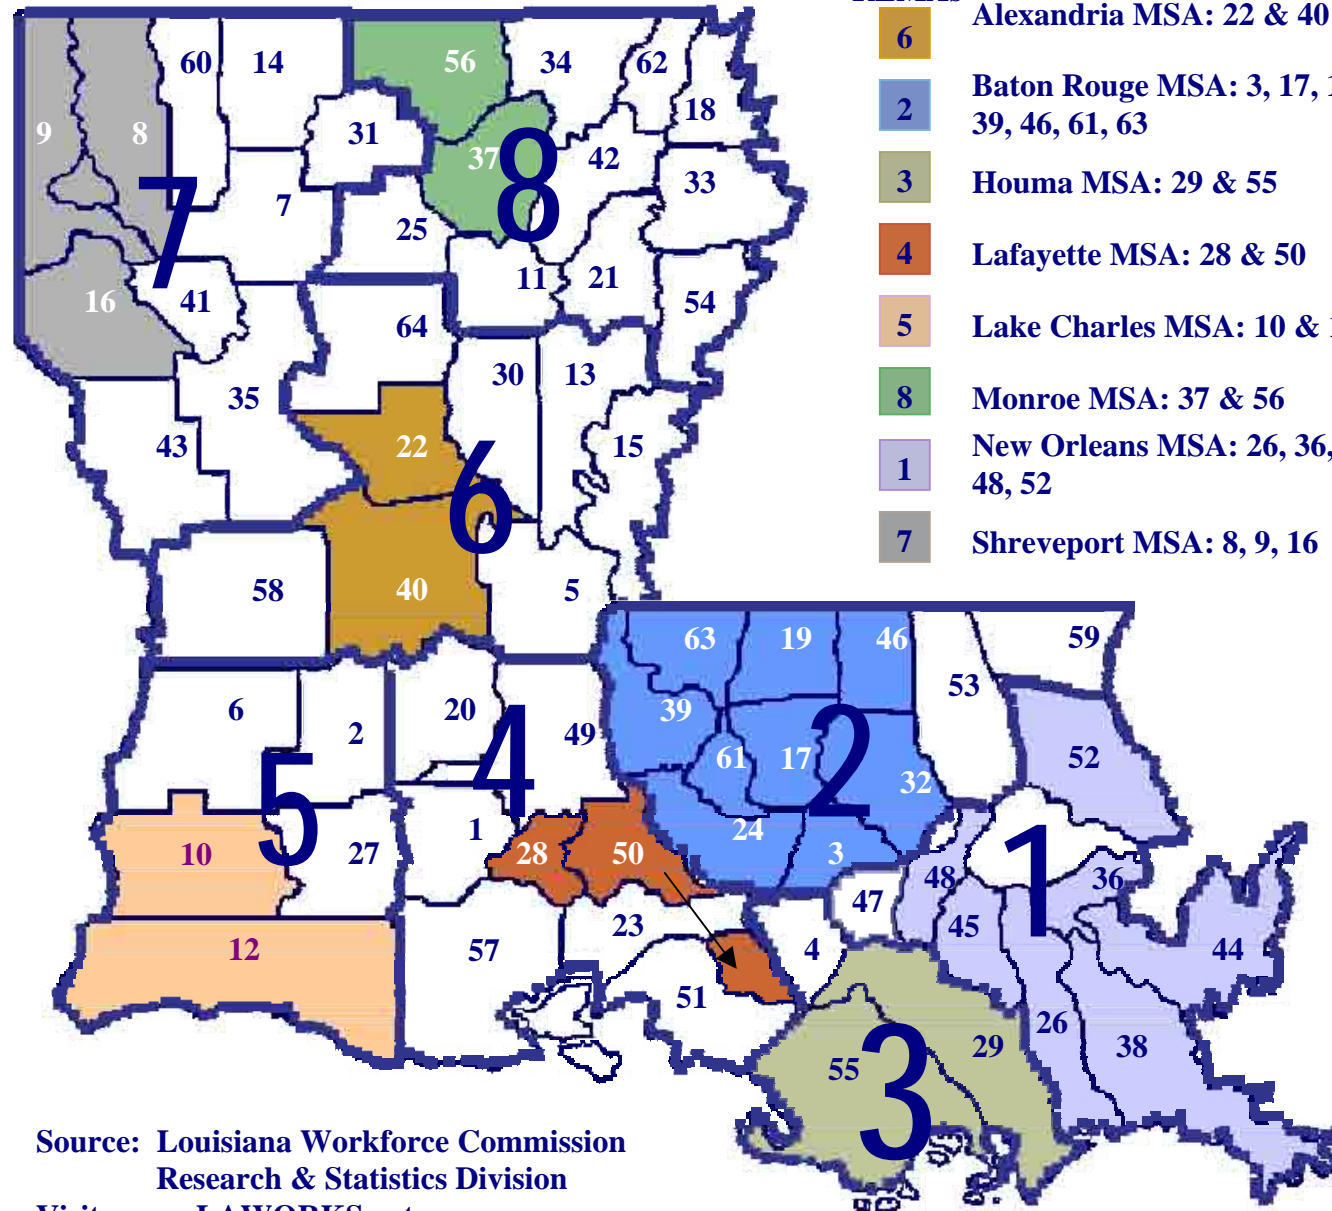 6 Alexandria MSA: 22 & 40
2 Baton Rouge MSA: 3, 17,
39, 46, 61, 63
3 Houma MSA: 29 & 55
4 Lafayette MSA: 28 & 50
5 Lake Charles MSA: 10 &
8 Monroe MSA: 37 & 56
1 New Orleans MSA: 26, 36,
48, 52
7 Shreveport MSA: 8, 9, 16
60 14 56 34 62
9 8 31 18
37 8 42 33
7 7 25
16 41 11 21 54
64
35 30 13
43 22 6 15
58 40 5
63 19 46 59
6 2 20 4 49 39 53
61 17 2 32 52
5 1 24
10 27 28 50 3 48 1 36
47
12 57 23 4 45 44
51 26 38
55 3 29
Source: Louisiana Workforce Commission
Research & Statistics Division